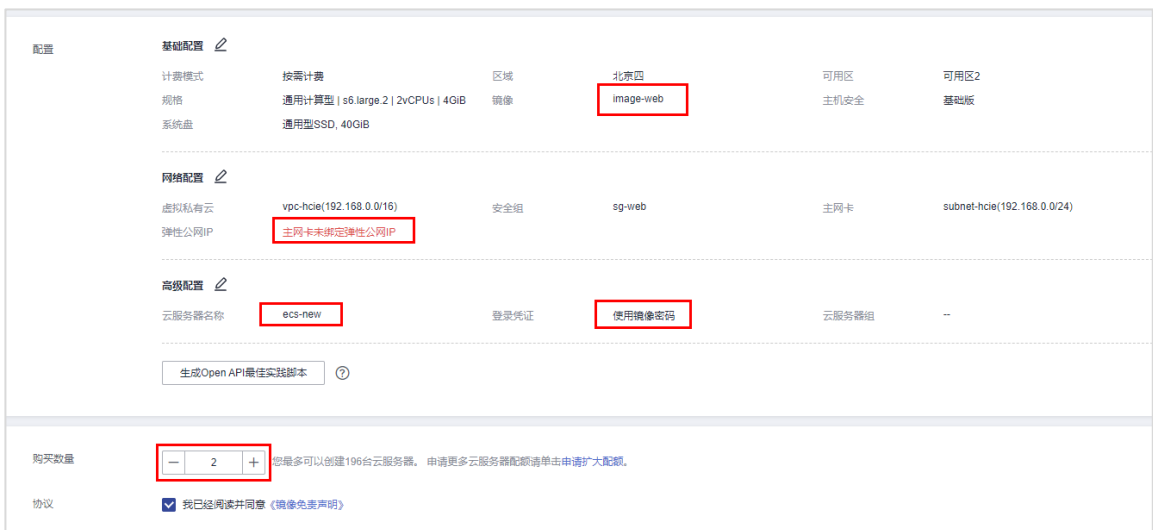 配置
基础配置
计费模式 按需计费 区域 北京四 可用区 可用区2
规格 通用计算型 | s6.large.2 | 2vCPUs | 4GiB 镜像 image-web 主机安全 基础版
系统盘 通用型SSD, 40GiB
网络配置
虚拟私有云 vpc-hcie(192.168.0.0/16) 安全组 sg-web 主网卡 subnet-hcie(192.168.0.0/24)
弹性公网IP 主网卡未绑定弹性公网IP
高级配置
云服务器名称 ecs-new 登录凭证 使用镜像密码 云服务器组 --
生成Open API最佳实践脚本 ?
购买数量 − 2 + 您最多可以创建196台云服务器。 申请更多云服务器配额请单击申请扩大配额。
协议 我已经阅读并同意《镜像免责声明》